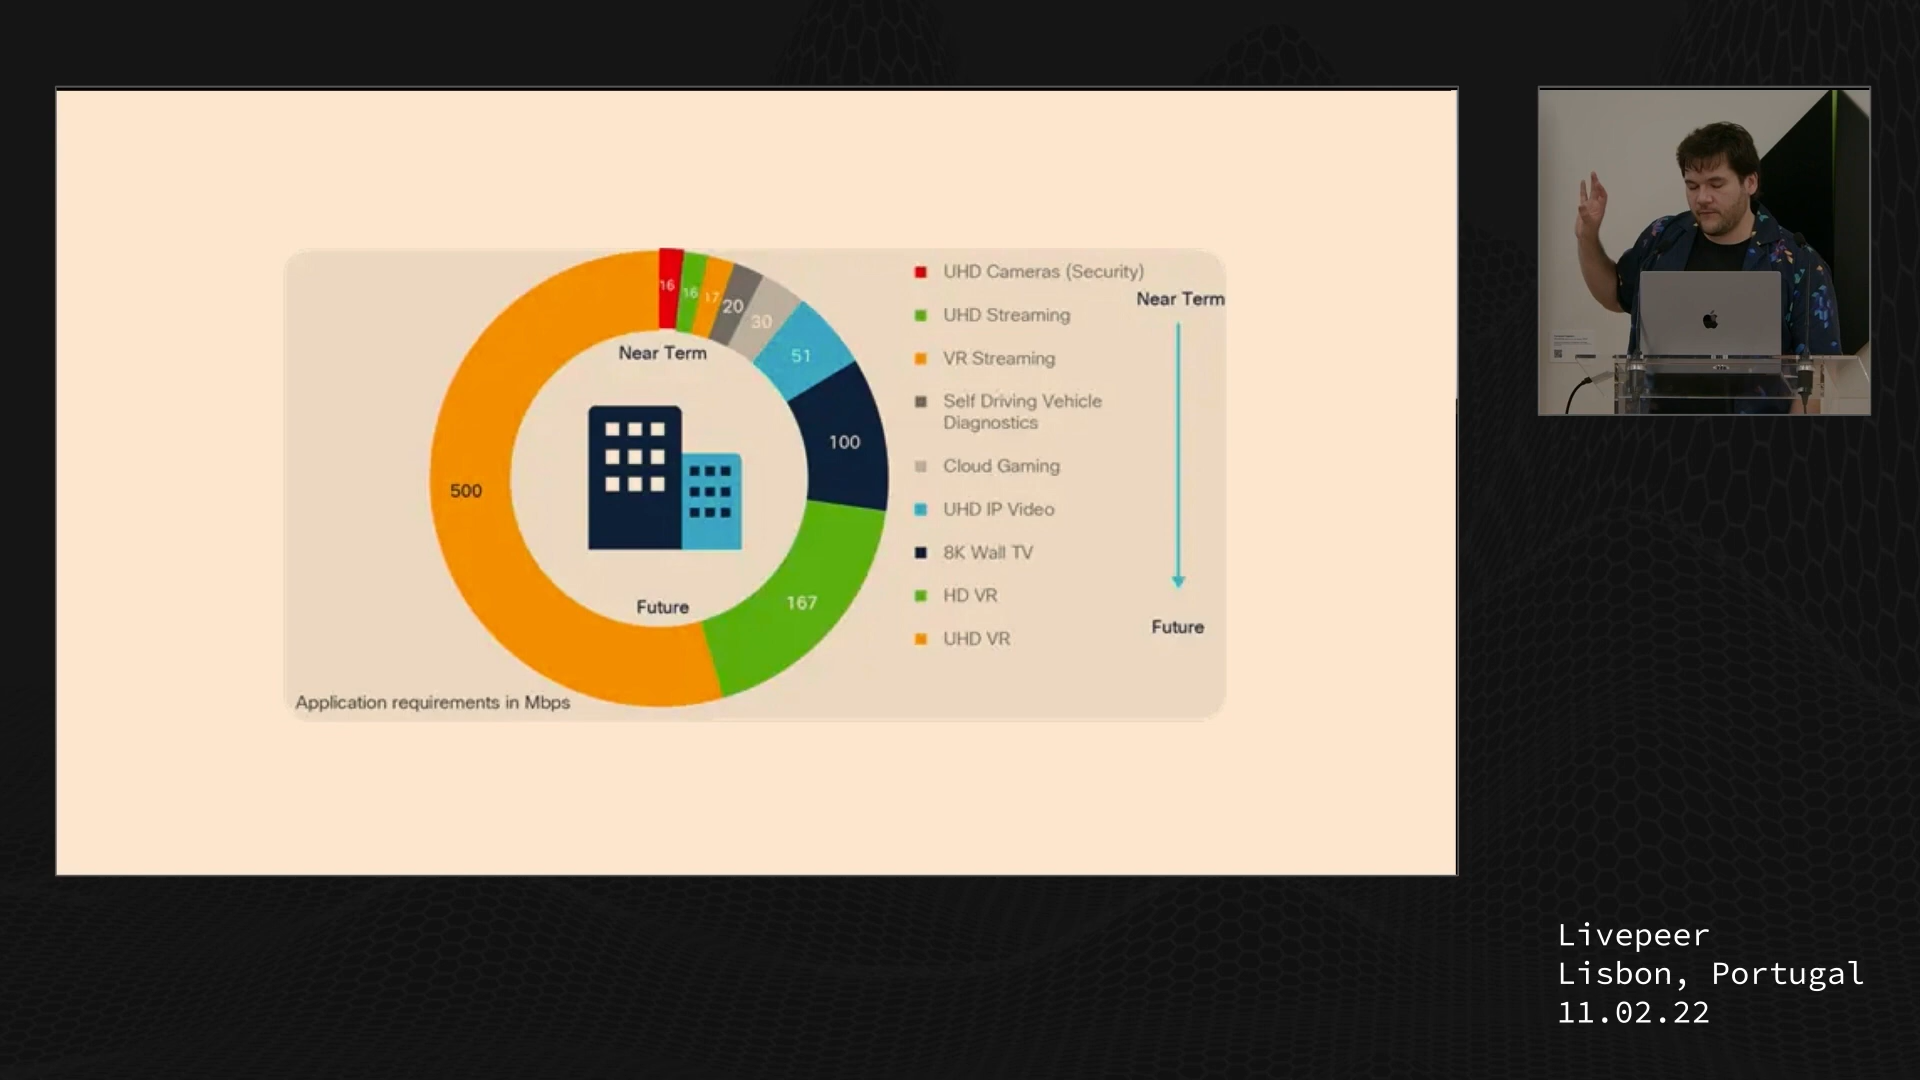 16
16
17
20
30
51
100
167
500
Near Term
Future
Application requirements in Mbps
UHD Cameras (Security)
UHD Streaming
VR Streaming
Self Driving Vehicle
Diagnostics
Cloud Gaming
UHD IP Video
8K Wall TV
HD VR
UHD VR
Near Term
Future
Livepeer
Lisbon, Portugal
11.02.22